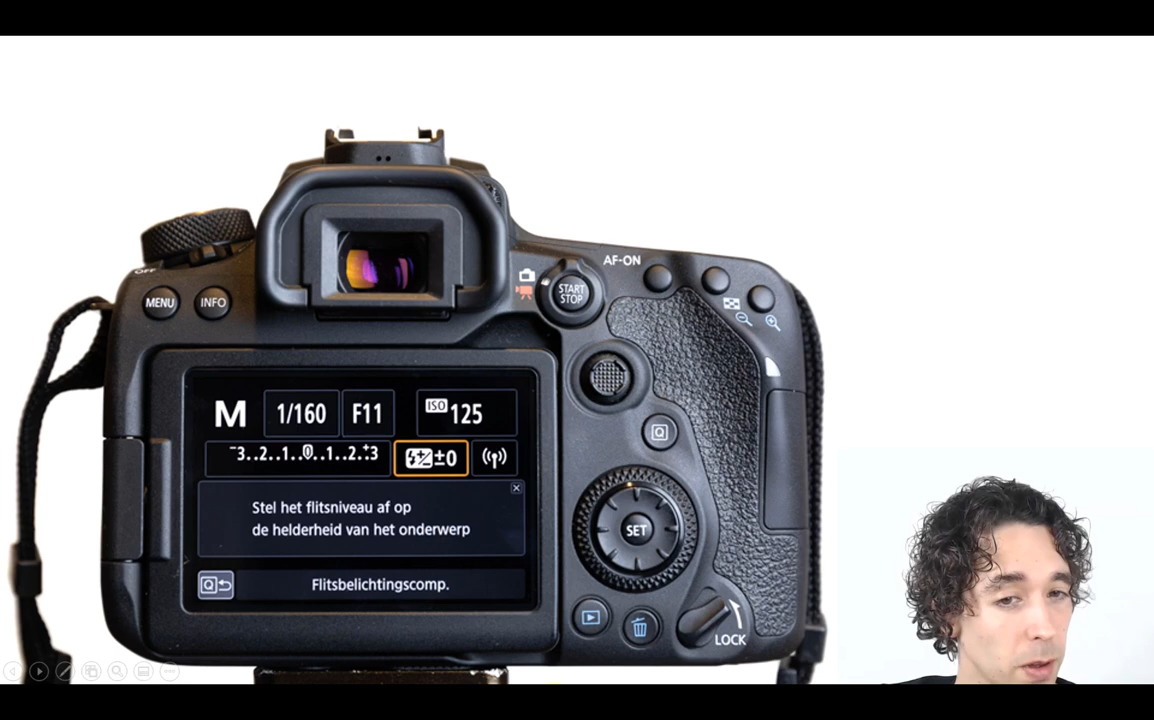 AF-ON
OFF
MENU
INFO
START
STOP
M 1/160 F11 ISO 125
-3..2..1..0..1..2.+3 ±0
Stel het flitsniveau af op
de helderheid van het onderwerp
Q Flitsbelichtingscomp.
Q
SET
LOCK